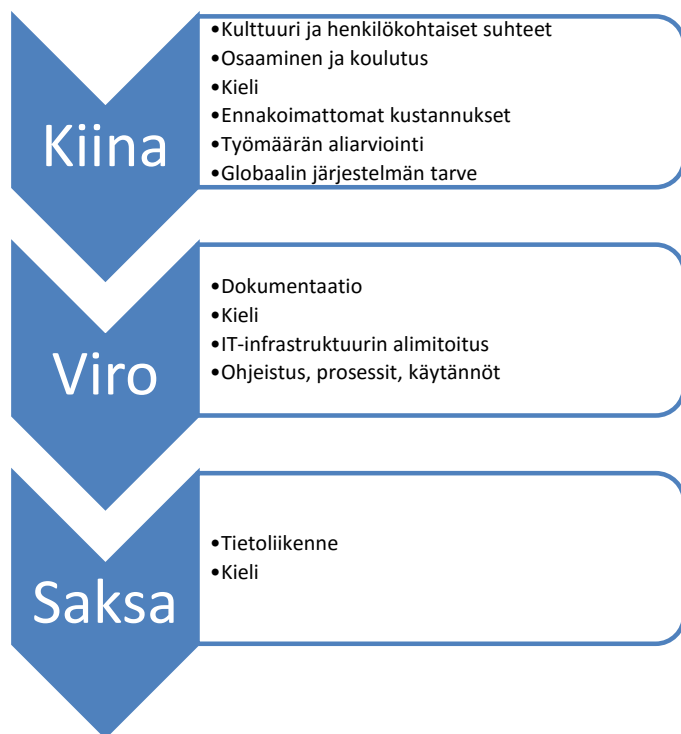 Kiina
•Kulttuuri ja henkilökohtaiset suhteet
•Osaaminen ja koulutus
•Kieli
•Ennakoimattomat kustannukset
•Työmäärän aliarviointi
•Globaalin järjestelmän tarve
Viro
•Dokumentaatio
•Kieli
•IT-infrastruktuurin alimitoitus
•Ohjeistus, prosessit, käytännöt
Saksa
•Tietoliikenne
•Kieli